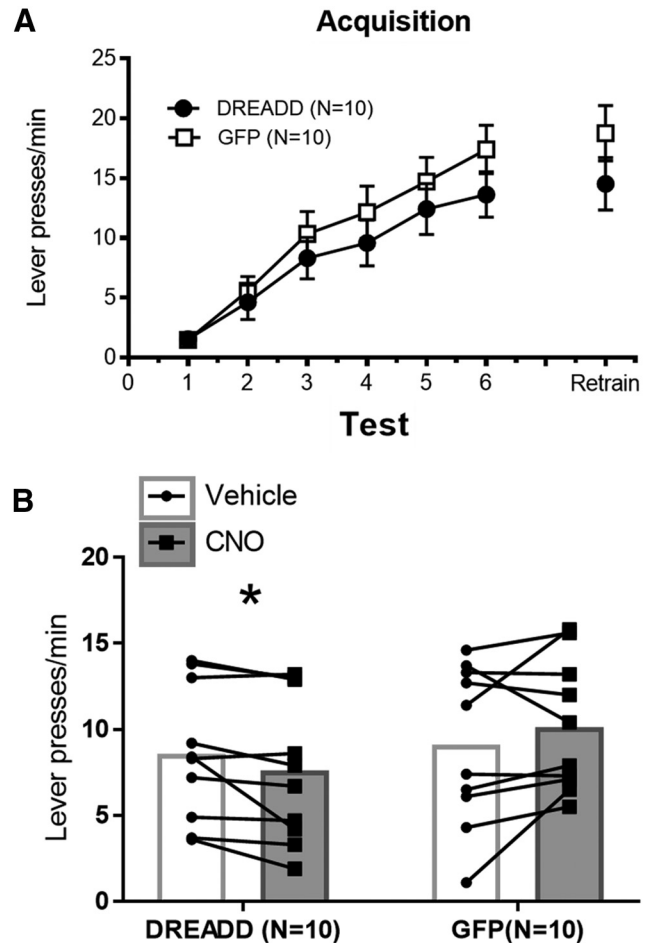 A
Acquisition
25
20
15
10
5
0
Lever presses/min
DREADD (N=10)
GFP (N=10)
0 1 2 3 4 5 6 Retrain
Test
B
Vehicle
CNO
*
20
15
10
5
0
Lever presses/min
DREADD (N=10) GFP(N=10)